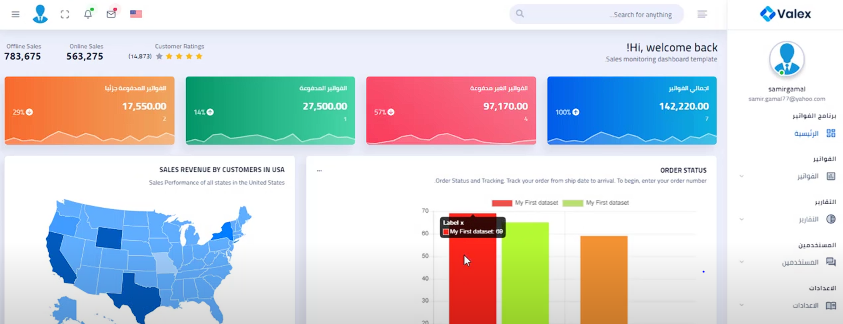 Search for anything...
Valex
Offline Sales
783,675
Online Sales
563,275
Customer Ratings
(14,873)
!Hi, welcome back
Sales monitoring dashboard template
samirgamal
samir.gamal77@yahoo.com
برنامج الفواتير
الرئيسية
الفواتير
الفواتير
التقارير
التقارير
المستخدمين
المستخدمين
الاعدادات
الاعدادات
اجمالي الفواتير
142,220.00
7
100%
الفواتير الغير مدفوعة
97,170.00
4
57%
الفواتير المدفوعة
27,500.00
1
14%
الفواتير المدفوعة جزئيا
17,550.00
2
29%
ORDER STATUS
...
Order Status and Tracking. Track your order from ship date to arrival. To begin, enter your order number
My First dataset
My First dataset
70
60
50
40
30
20
Label x
My First dataset: 69
SALES REVENUE BY CUSTOMERS IN USA
Sales Performance of all states in the United States